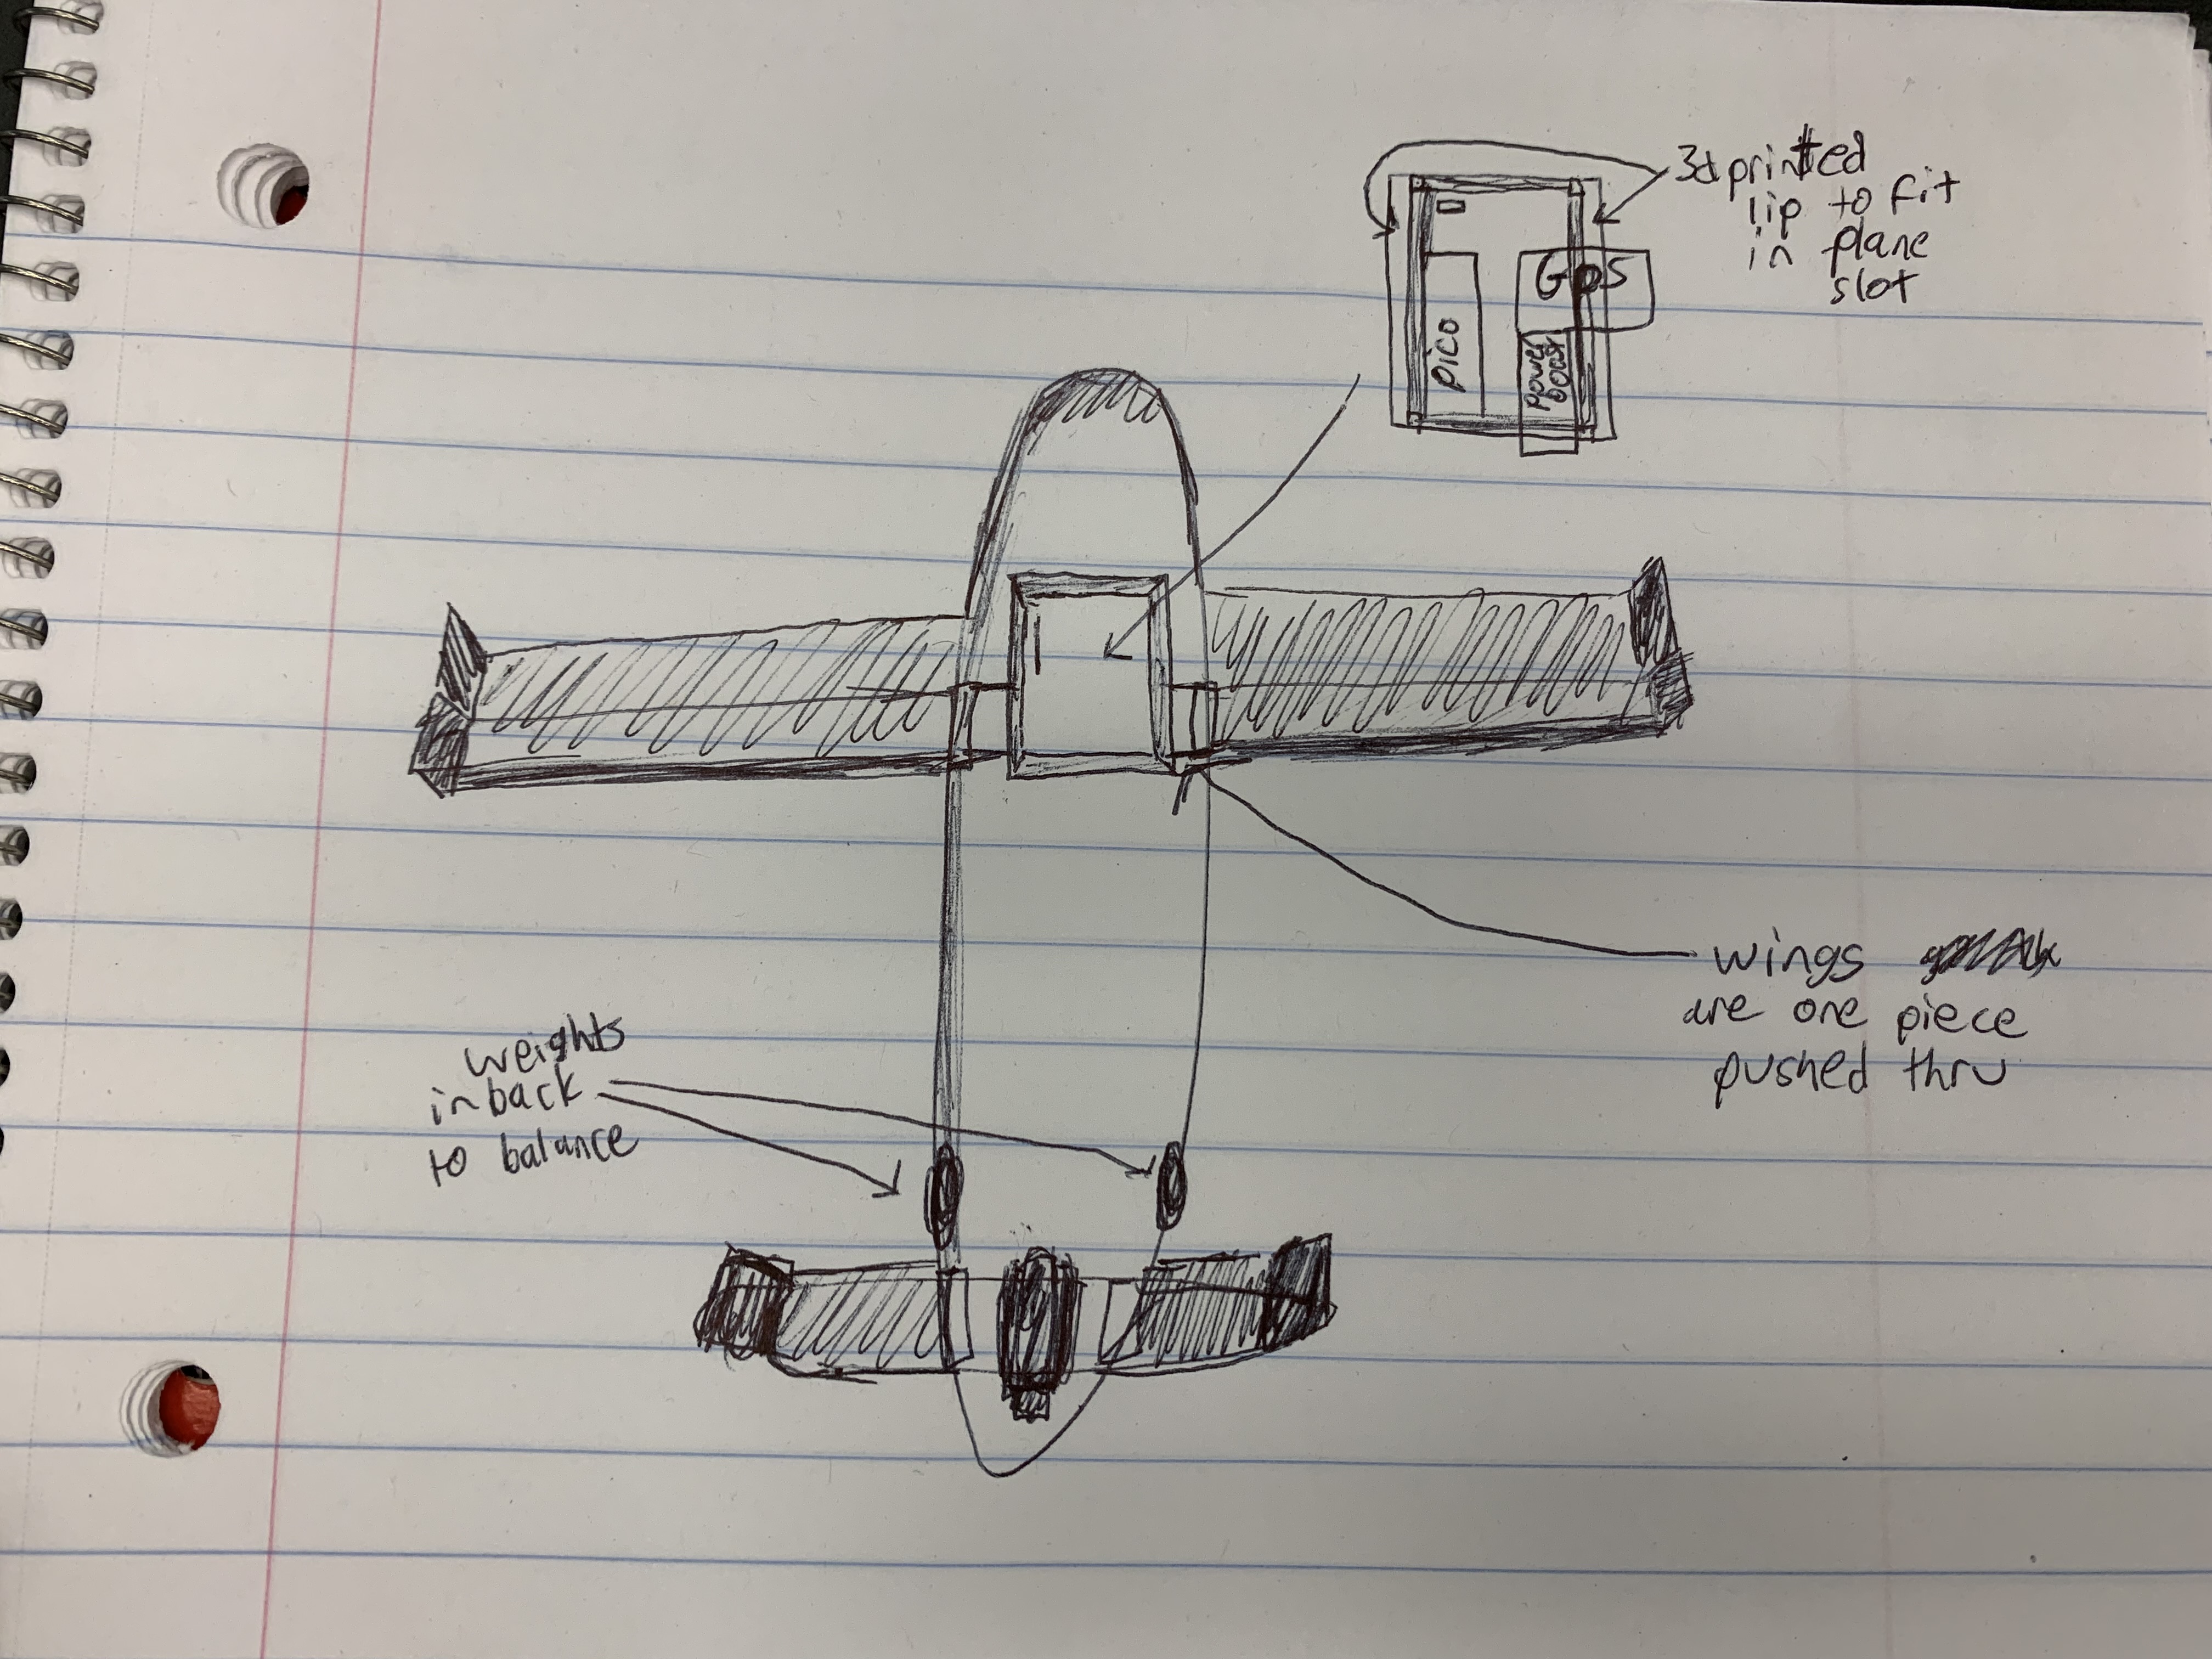 3d printed
lip to fit
in plane
slot
pico
GPS
power
boost
weights
in back
to balance
wings
are one piece
pushed thru